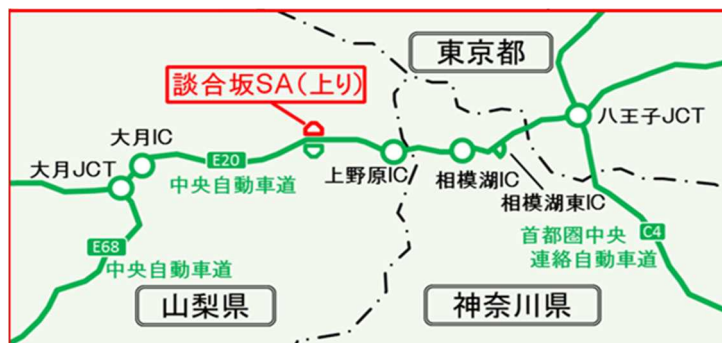 東京都
談合坂SA(上り)
八王子JCT
大月IC
大月JCT
E20
中央自動車道
上野原IC
相模湖IC
相模湖東IC
首都圏中央
連絡自動車道
C4
E68
中央自動車道
山梨県
神奈川県